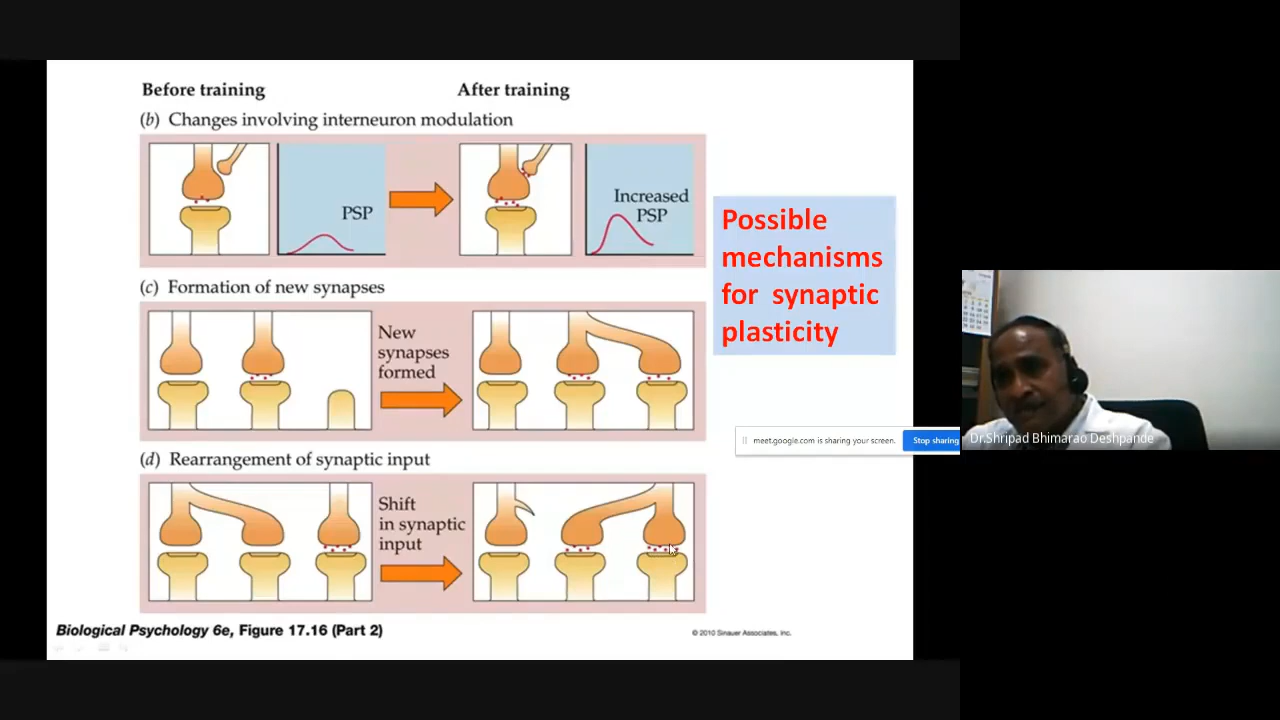 Before training
After training
(b) Changes involving interneuron modulation
PSP
Increased
PSP
(c) Formation of new synapses
New
synapses
formed
(d) Rearrangement of synaptic input
Shift
in synaptic
input
Biological Psychology 6e, Figure 17.16 (Part 2)
© 2010 Sinauer Associates, Inc.
Possible
mechanisms
for synaptic
plasticity
meet.google.com is sharing your screen.
Stop sharing
Dr.Shripad Bhimarao Deshpande